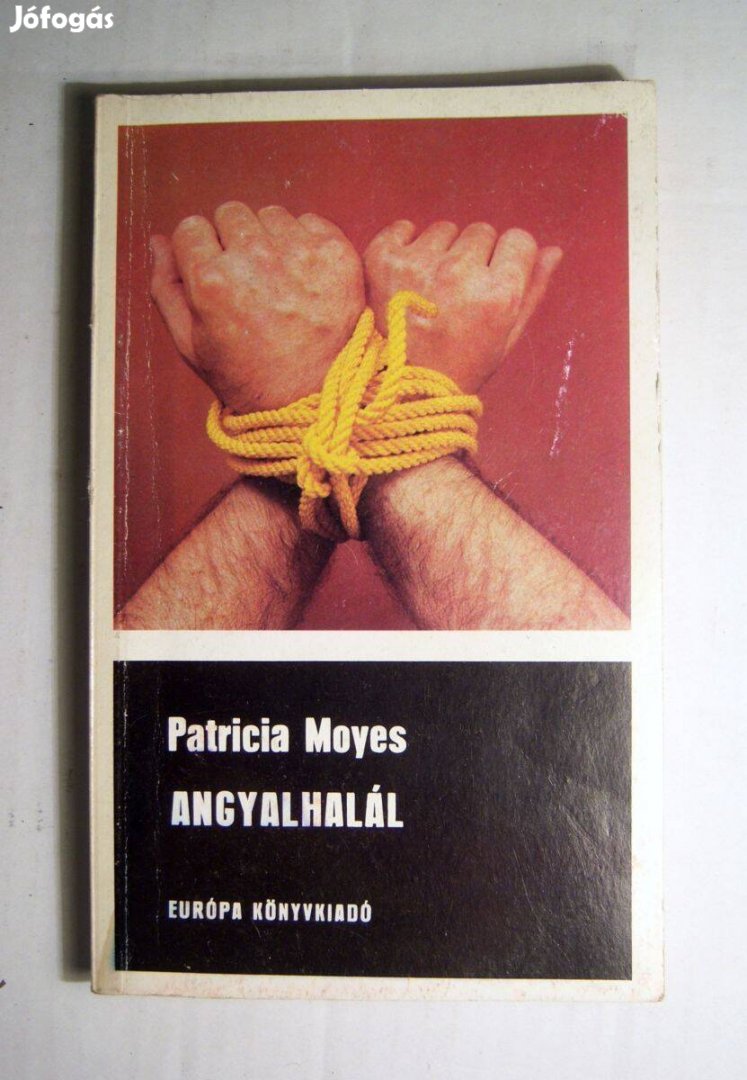 Jófogás
Patricia Moyes
ANGYALHALÁL
EURÓPA KÖNYVKIADÓ